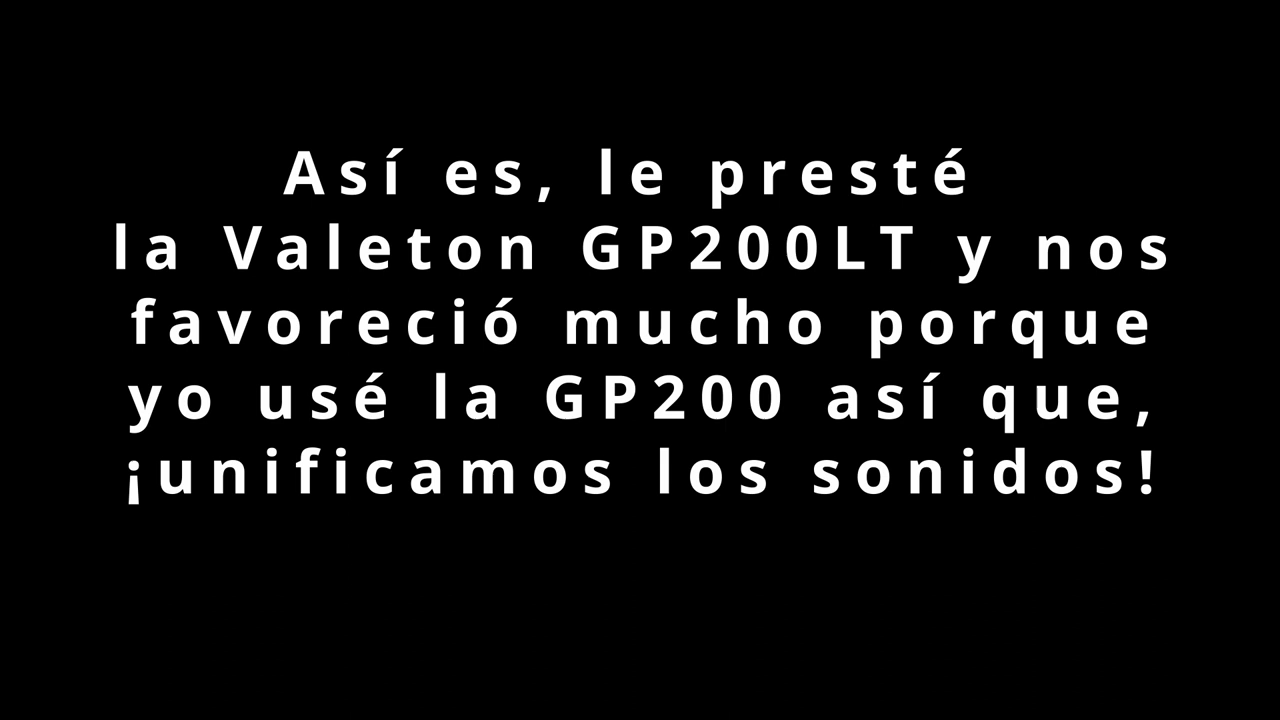 Así es, le presté
la Valeton GP200LT y nos
favoreció mucho porque
yo usé la GP200 así que,
¡unificamos los sonidos!